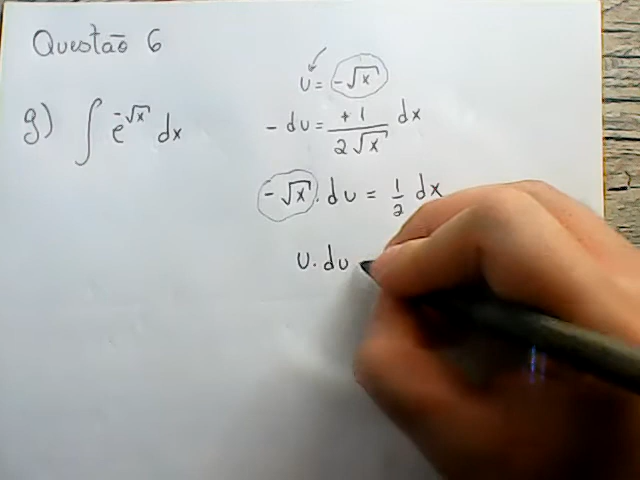 Questão 6
g) ∫ e^{-√x} dx
u = -√x
- du = +1/(2√x) dx
-√x . du = 1/2 dx
u. du